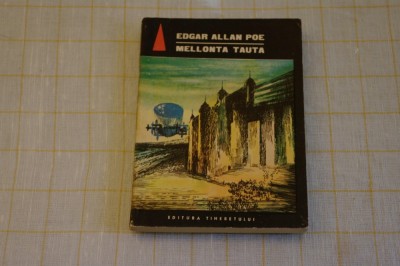 EDGAR ALLAN POE
MELLONTA TAUTA
EDITURA TINERETULUI